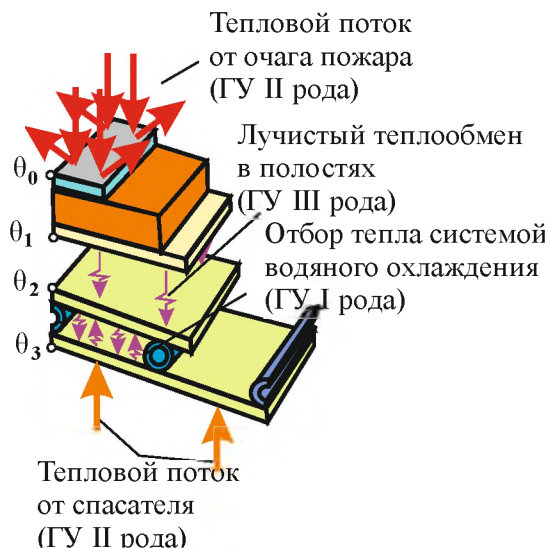 Тепловой поток
от очага пожара
(ГУ II рода)
Лучистый теплообмен
в полостях
(ГУ III рода)
Отбор тепла системой
водяного охлаждения
(ГУ I рода)
θ0
θ1
θ2
θ3
Тепловой поток
от спасателя
(ГУ II рода)